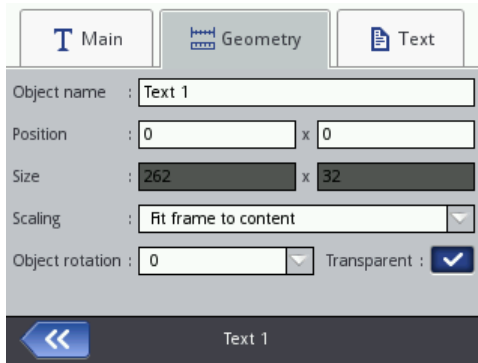 Main Geometry Text
Object name : Text 1
Position : 0 x 0
Size : 262 x 32
Scaling : Fit frame to content
Object rotation : 0 Transparent :
Text 1